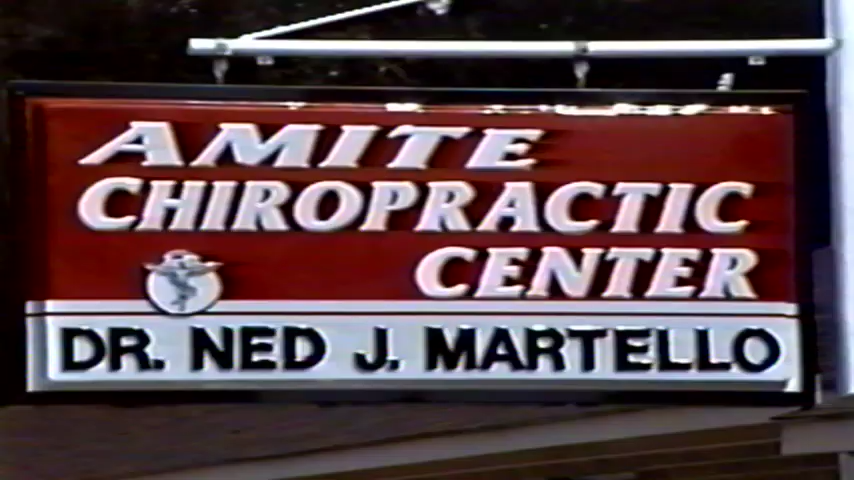 AMITE
CHIROPRACTIC
CENTER
DR. NED J. MARTELLO